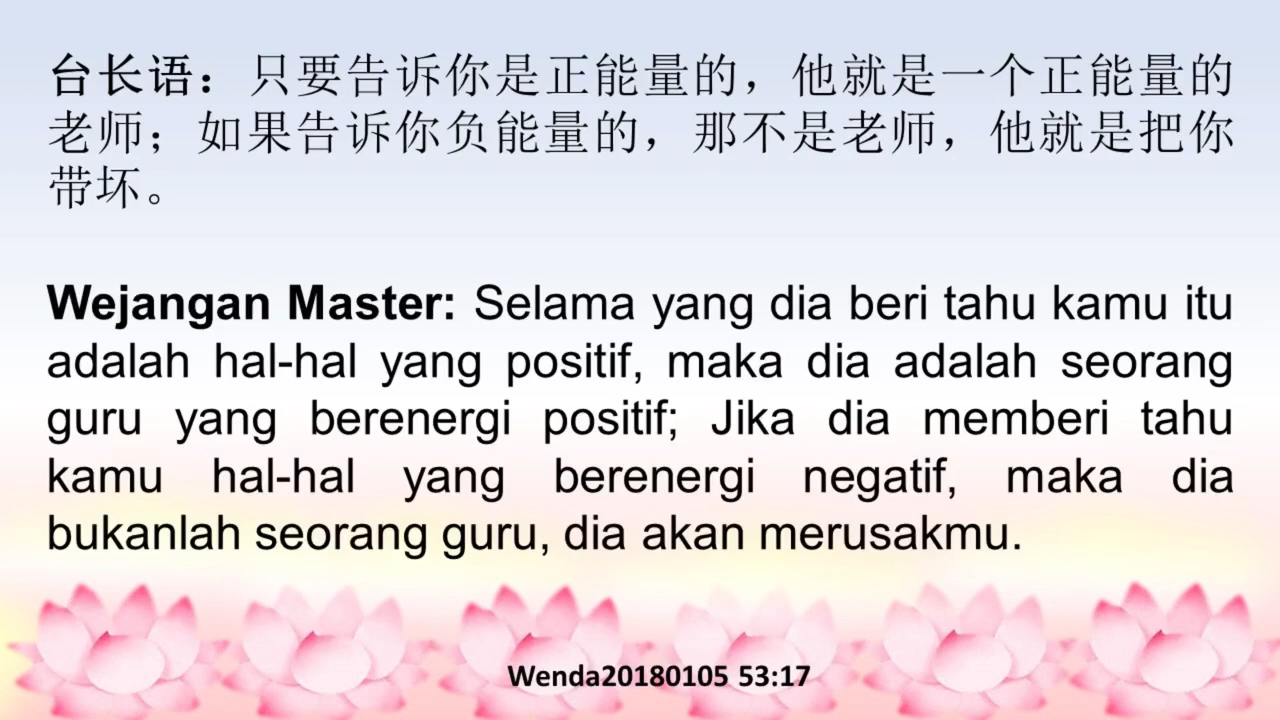 台长语：只要告诉你是正能量的，他就是一个正能量的
老师；如果告诉你负能量的，那不是老师，他就是把你
带坏。
Wejangan Master: Selama yang dia beri tahu kamu itu
adalah hal-hal yang positif, maka dia adalah seorang
guru yang berenergi positif; Jika dia memberi tahu
kamu hal-hal yang berenergi negatif, maka dia
bukanlah seorang guru, dia akan merusakmu.
Wenda20180105 53:17